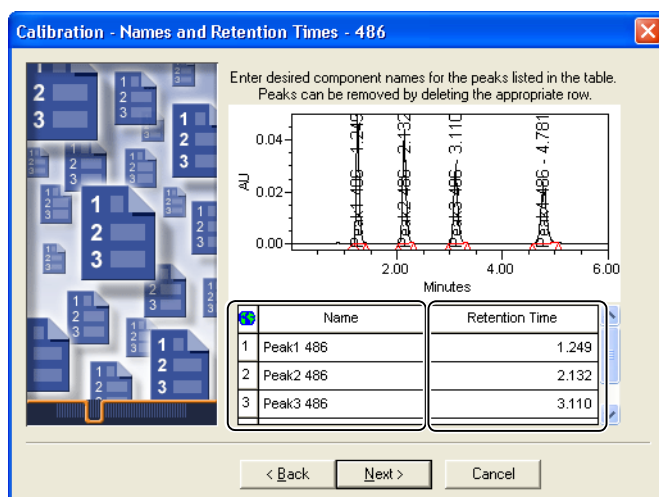 Calibration - Names and Retention Times - 486
Enter desired component names for the peaks listed in the table.
Peaks can be removed by deleting the appropriate row.
AU
0.04
0.02
0.00
Peak1 486 - 1.249
Peak2 486 - 2.132
Peak3 486 - 3.110
Peak4 486 - 4.781
2.00 4.00 6.00
Minutes
Name Retention Time
1 Peak1 486 1.249
2 Peak2 486 2.132
3 Peak3 486 3.110
< Back Next > Cancel